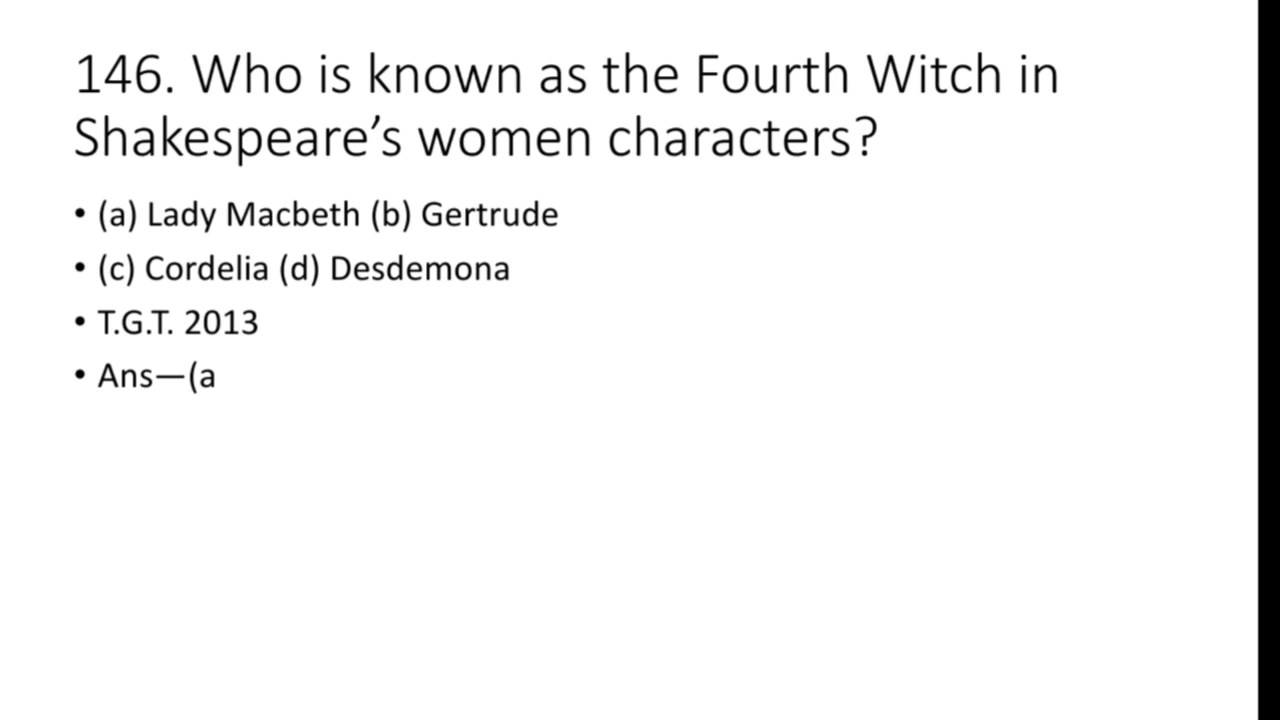 146. Who is known as the Fourth Witch in
Shakespeare’s women characters?
• (a) Lady Macbeth (b) Gertrude
• (c) Cordelia (d) Desdemona
• T.G.T. 2013
• Ans—(a